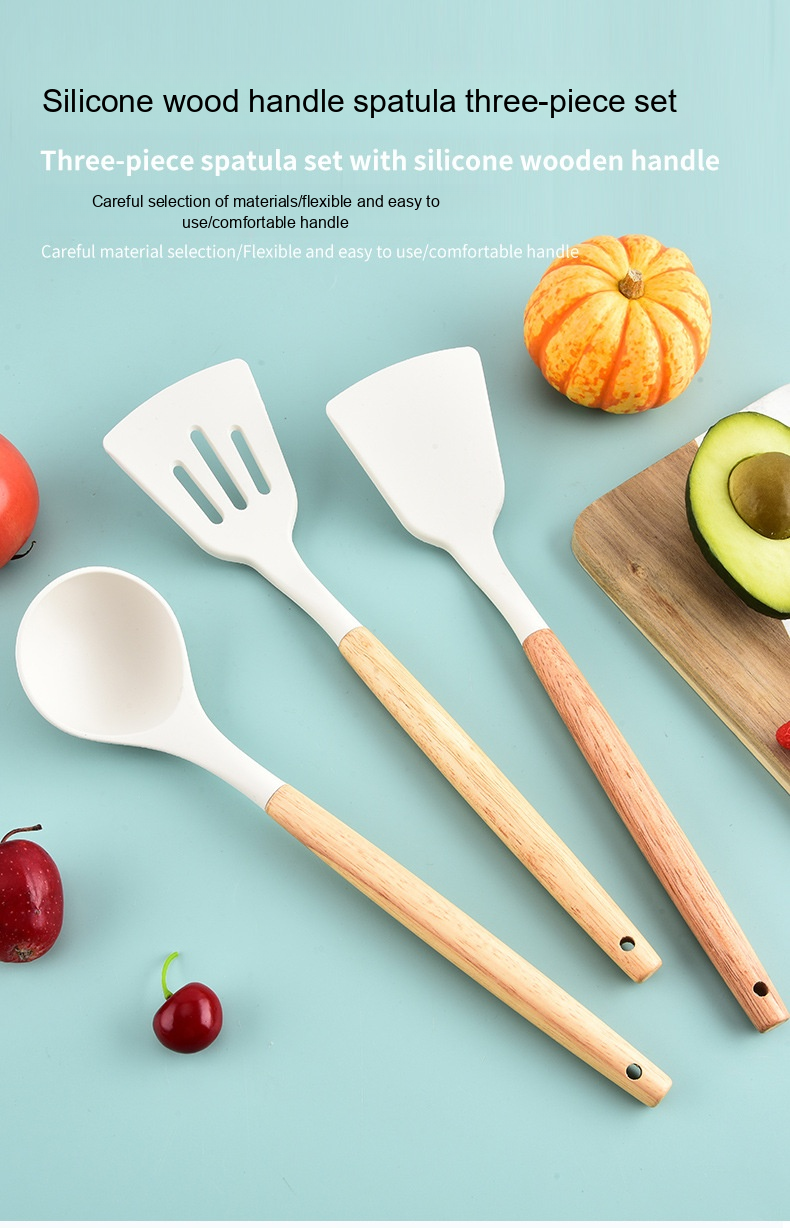 Silicone wood handle spatula three-piece set
Three-piece spatula set with silicone wooden handle
Careful selection of materials/flexible and easy to
use/comfortable handle
Careful material selection/Flexible and easy to use/comfortable handle